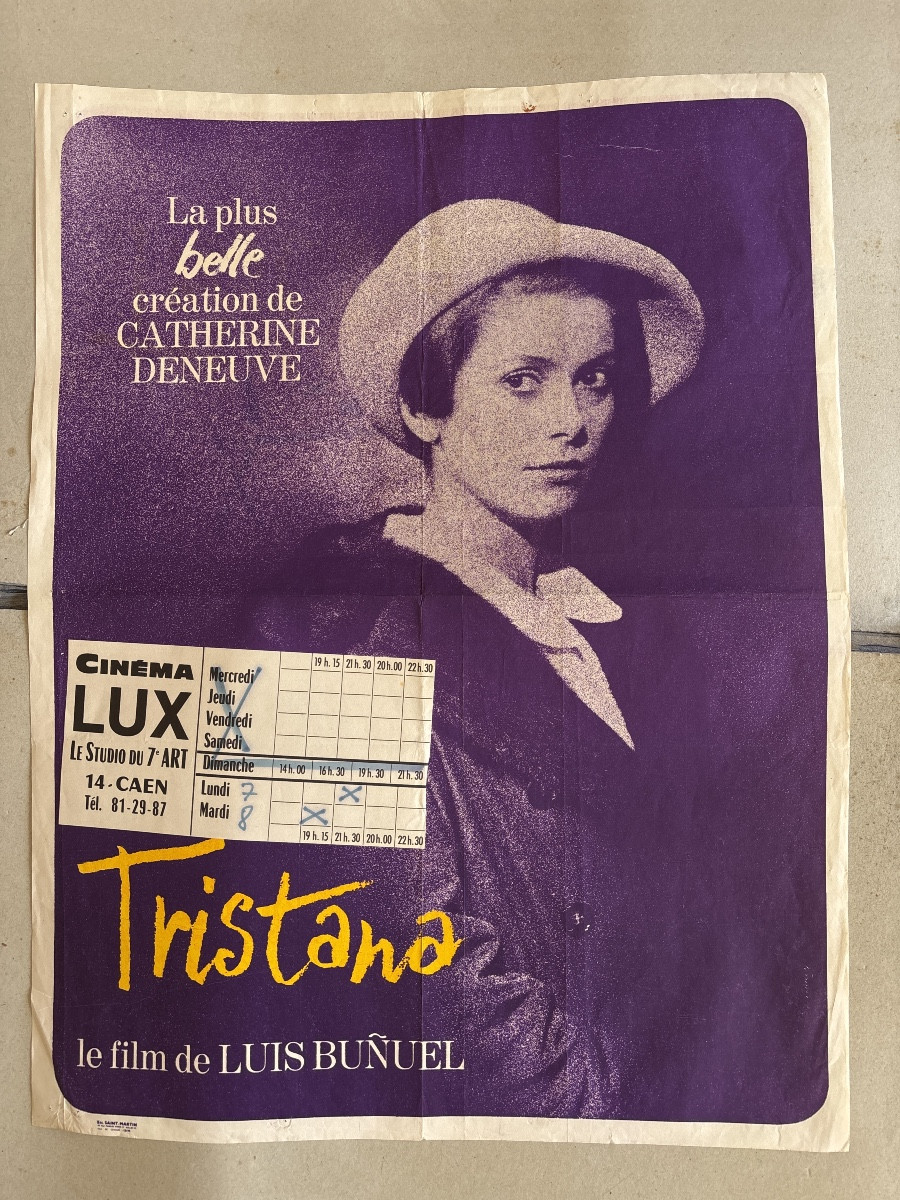 La plus
belle
création de
CATHERINE
DENEUVE
CINÉMA
LUX
LE STUDIO DU 7e ART
14 - CAEN
Tél. 81-29-87
19 h. 15 21 h. 30 20 h. 00 22 h. 30
Mercredi
Jeudi
Vendredi
Samedi
Dimanche 14 h. 00 16 h. 30 19 h. 30 21 h. 30
Lundi 7 X
Mardi 8 X
19 h. 15 21 h. 30 20 h. 00 22 h. 30
Tristana
le film de LUIS BUÑUEL
Ets SAINT-MARTIN